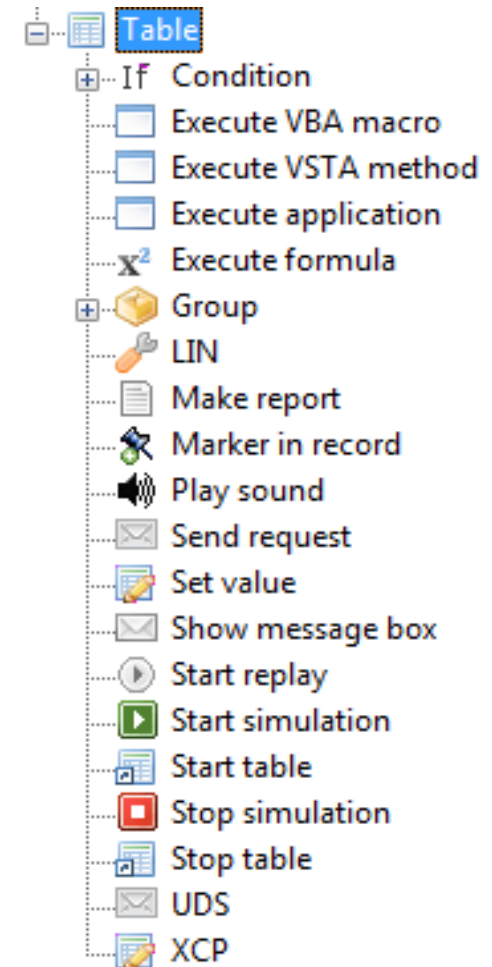 Table
If Condition
Execute VBA macro
Execute VSTA method
Execute application
x² Execute formula
Group
LIN
Make report
Marker in record
Play sound
Send request
Set value
Show message box
Start replay
Start simulation
Start table
Stop simulation
Stop table
UDS
XCP